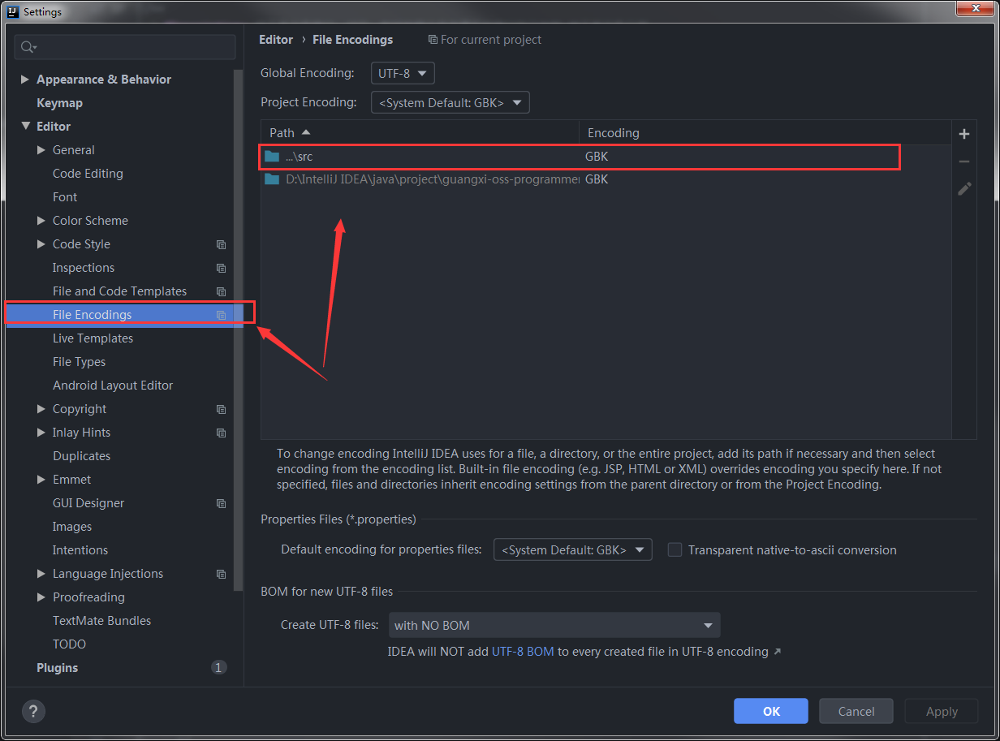 Settings
Editor › File Encodings For current project
Global Encoding: UTF-8
Project Encoding: <System Default: GBK>
Path Encoding
...\src GBK
D:\IntelliJ IDEA\java\project\guangxi-oss-programmer GBK
Appearance & Behavior
Keymap
Editor
General
Code Editing
Font
Color Scheme
Code Style
Inspections
File and Code Templates
File Encodings
Live Templates
File Types
Android Layout Editor
Copyright
Inlay Hints
Duplicates
Emmet
GUI Designer
Images
Intentions
Language Injections
Proofreading
TextMate Bundles
TODO
Plugins 1
To change encoding IntelliJ IDEA uses for a file, a directory, or the entire project, add its path if necessary and then select
encoding from the encoding list. Built-in file encoding (e.g. JSP, HTML or XML) overrides encoding you specify here. If not
specified, files and directories inherit encoding settings from the parent directory or from the Project Encoding.
Properties Files (*.properties)
Default encoding for properties files: <System Default: GBK> Transparent native-to-ascii conversion
BOM for new UTF-8 files
Create UTF-8 files: with NO BOM
IDEA will NOT add UTF-8 BOM to every created file in UTF-8 encoding ↗
? OK Cancel Apply